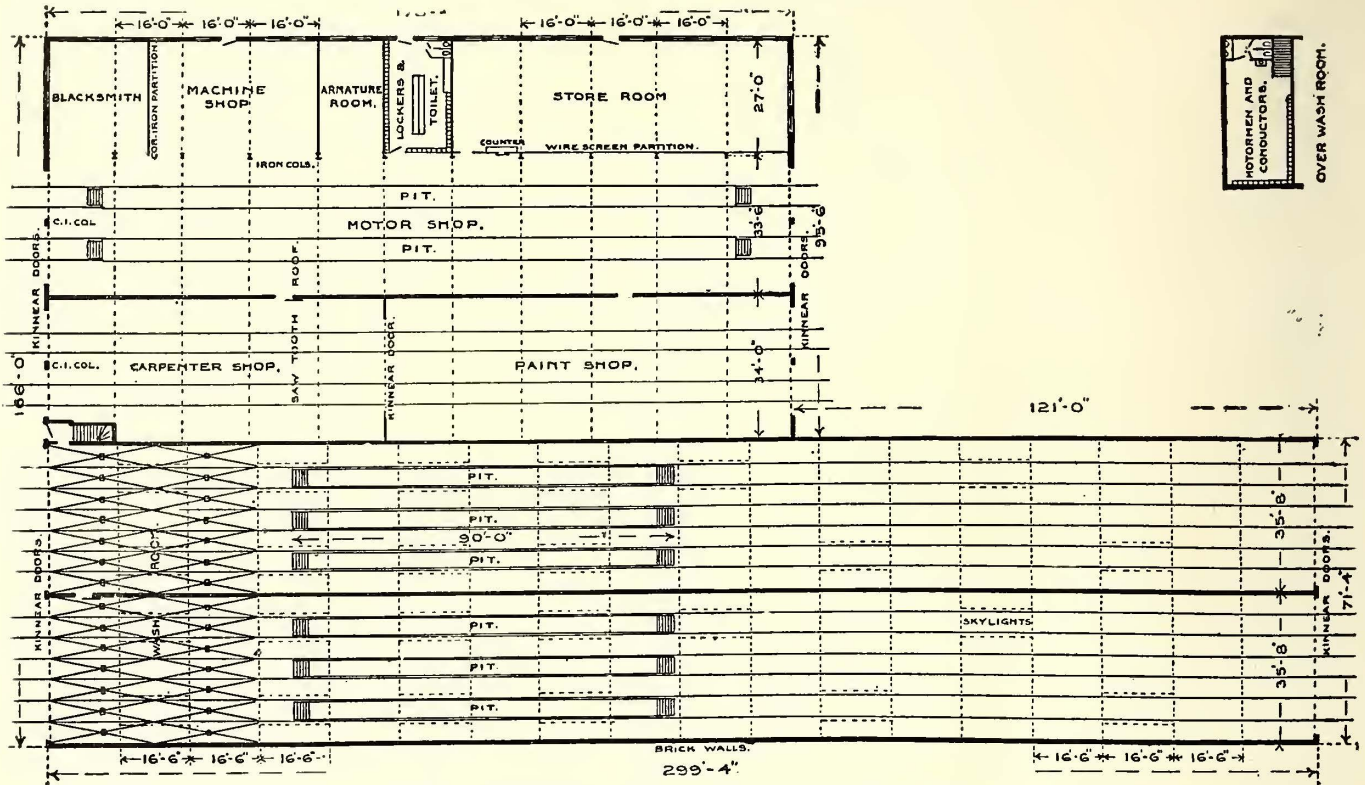 16'-0" 16'-0" 16'-0"
16'-0" 16'-0" 16'-0"
BLACKSMITH
COR. IRON PARTITION.
MACHINE
SHOP
ARMATURE
ROOM.
LOCKERS &
TOILET.
STORE ROOM
27'-0"
COUNTER
WIRE SCREEN PARTITION.
IRON COLS.
MOTORMEN AND
CONDUCTORS.
OVER WASH ROOM.
PIT.
C.I. COL
MOTOR SHOP.
33'-6"
95'-6"
PIT.
KINNEAR DOORS.
SAW TOOTH ROOF.
KINNEAR DOORS.
166'-0
C.I. COL.
CARPENTER SHOP.
KINNEAR DOOR.
PAINT SHOP.
34'-0"
121'-0"
PIT.
PIT.
90'-0"
PIT.
35'-8"
KINNEAR DOORS.
WASH ROOM.
71'-4"
KINNEAR DOORS.
PIT.
SKYLIGHTS
PIT.
35'-8"
PIT.
BRICK WALLS.
16'-6" 16'-6" 16'-6"
16'-6" 16'-6" 16'-6"
299'-4"